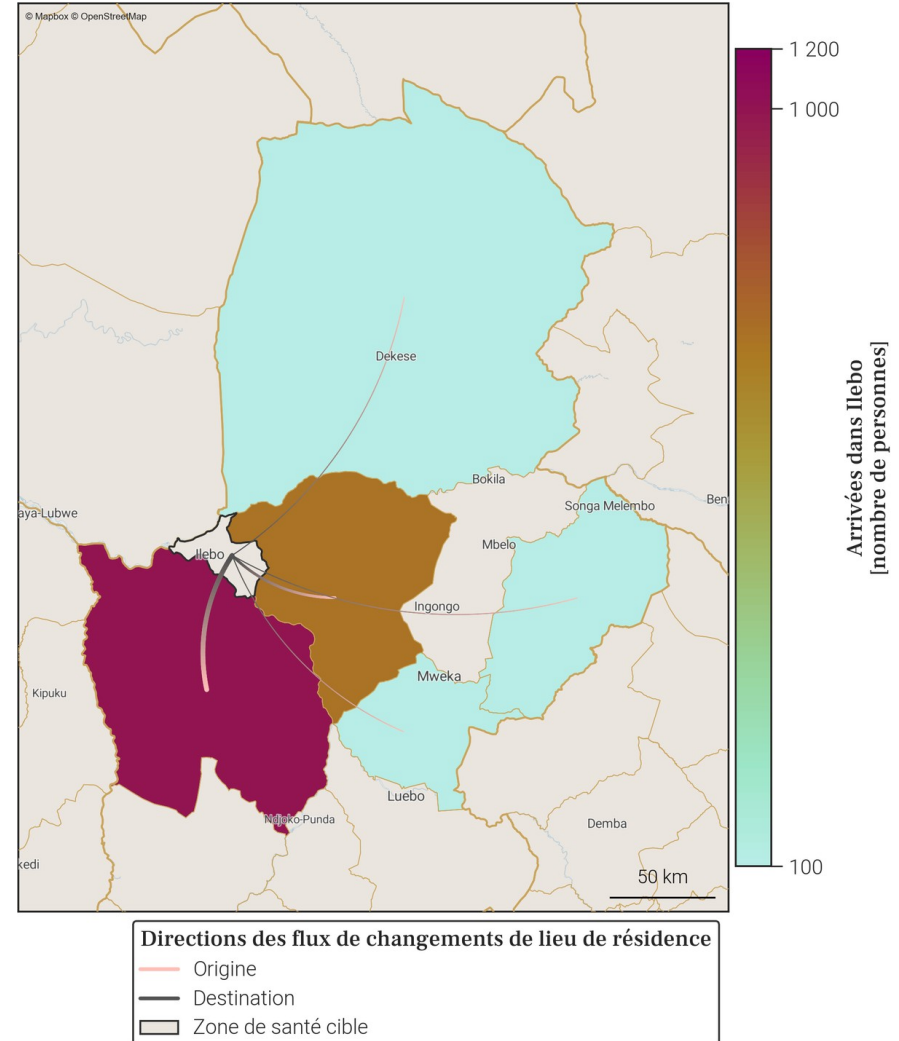 © Mapbox © OpenStreetMap
1 200
1 000
Dekese
Arrivées dans Ilebo
[nombre de personnes]
Bokila
aya-Lubwe
Songa Melembo
Ben
Mbelo
Ilebo
Ingongo
Mweka
Kipuku
Luebo
Ndjoko-Punda
Demba
kedi
100
50 km
Directions des flux de changements de lieu de résidence
Origine
Destination
Zone de santé cible